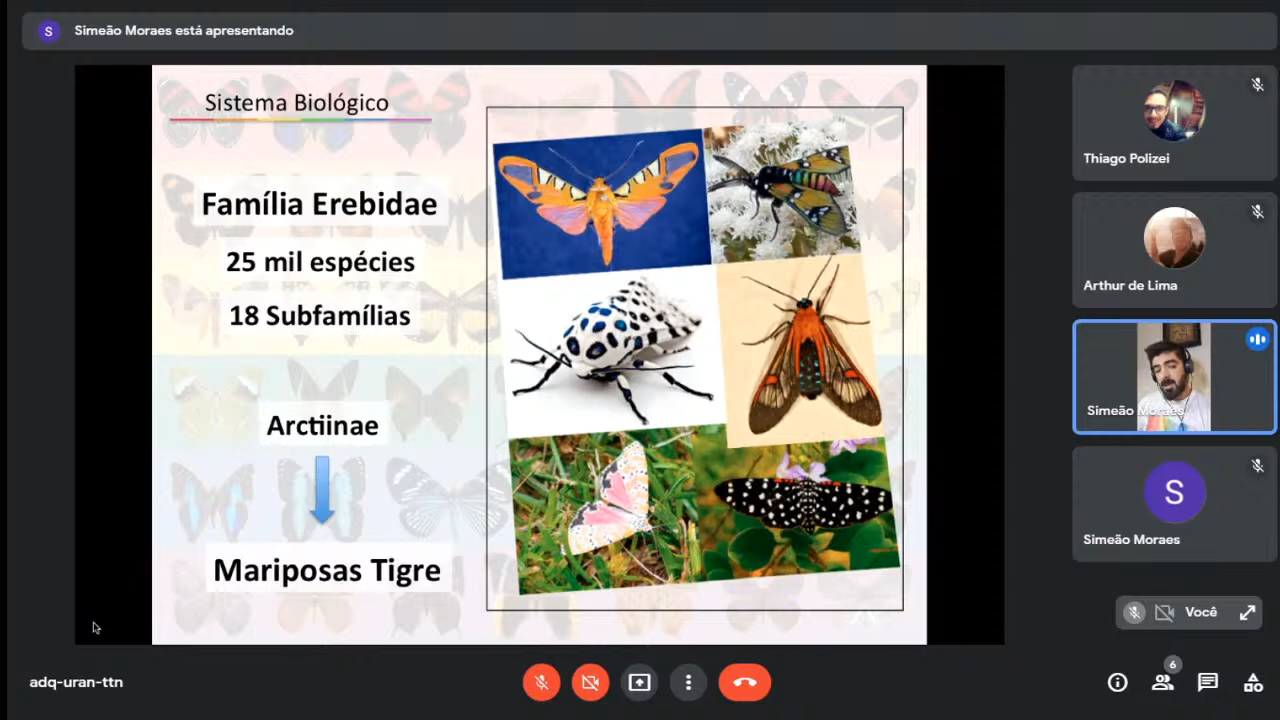 S
Simeão Moraes está apresentando
Sistema Biológico
Família Erebidae
25 mil espécies
18 Subfamílias
Arctiinae
Mariposas Tigre
Thiago Polizei
Arthur de Lima
Simeão Moraes
S
Simeão Moraes
Você
adq-uran-ttn
6